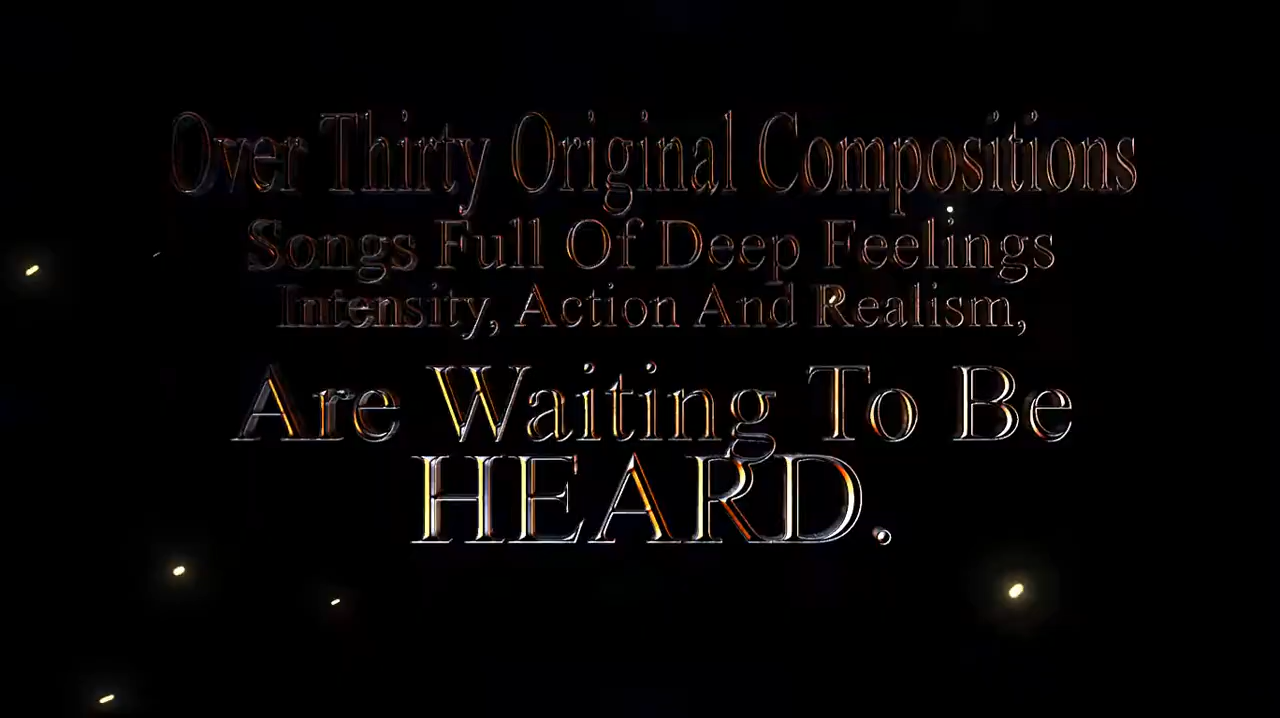 Over Thirty Original Compositions
Songs Full Of Deep Feelings
Intensity, Action And Realism,
Are Waiting To Be
HEARD.